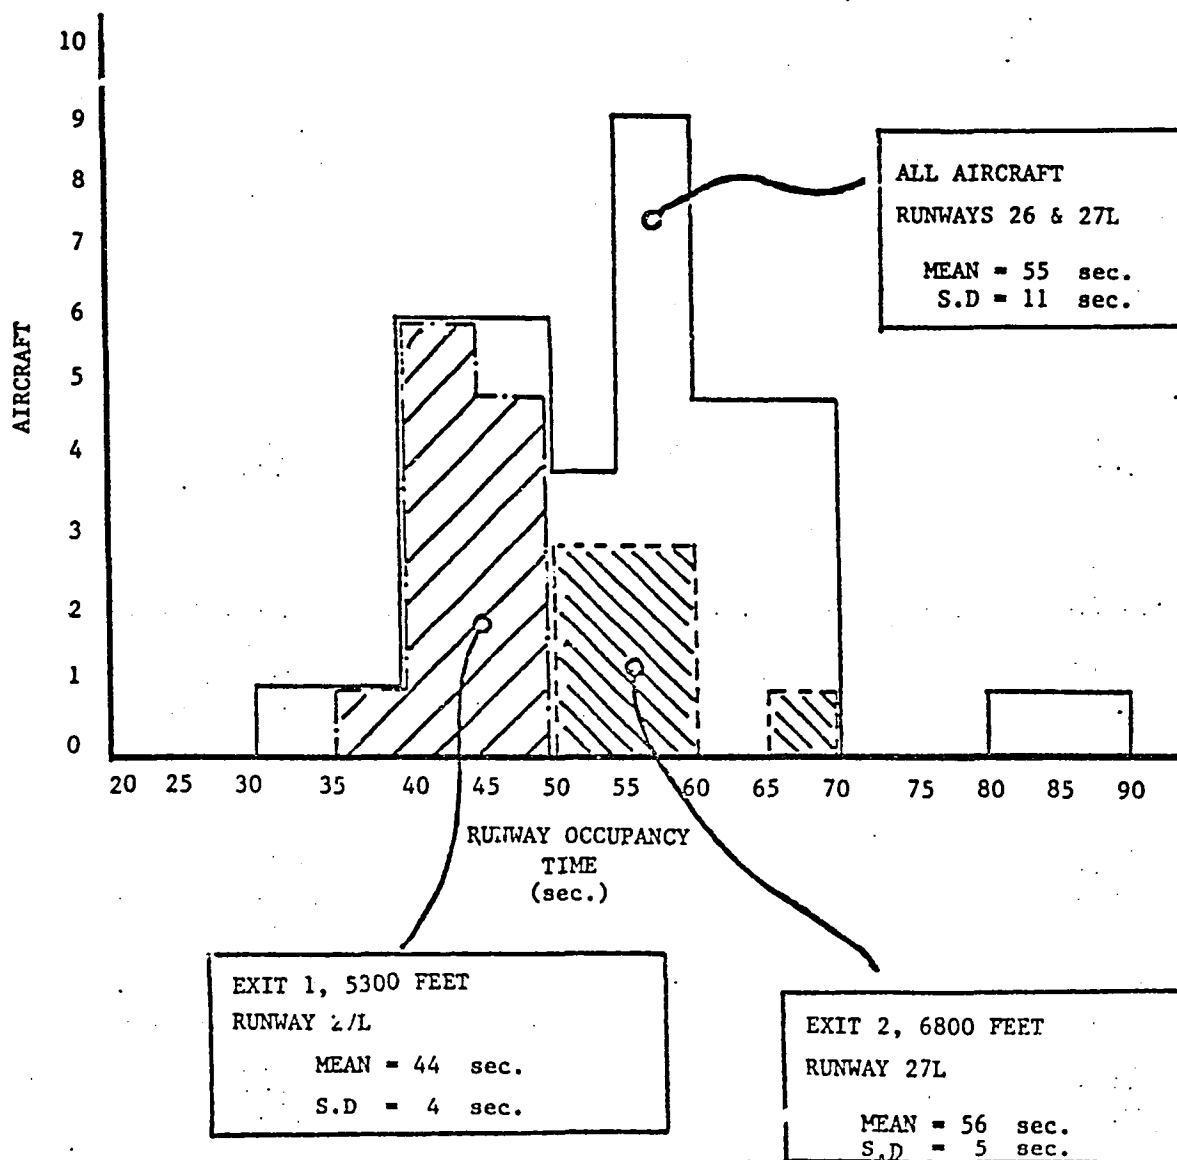 10
9
8
7
6
5
4
3
2
1
0
AIRCRAFT
20 25 30 35 40 45 50 55 60 65 70 75 80 85 90
RUNWAY OCCUPANCY
TIME
(sec.)
ALL AIRCRAFT
RUNWAYS 26 & 27L
MEAN = 55 sec.
S.D = 11 sec.
EXIT 1, 5300 FEET
RUNWAY 27L
MEAN = 44 sec.
S.D = 4 sec.
EXIT 2, 6800 FEET
RUNWAY 27L
MEAN = 56 sec.
S.D = 5 sec.